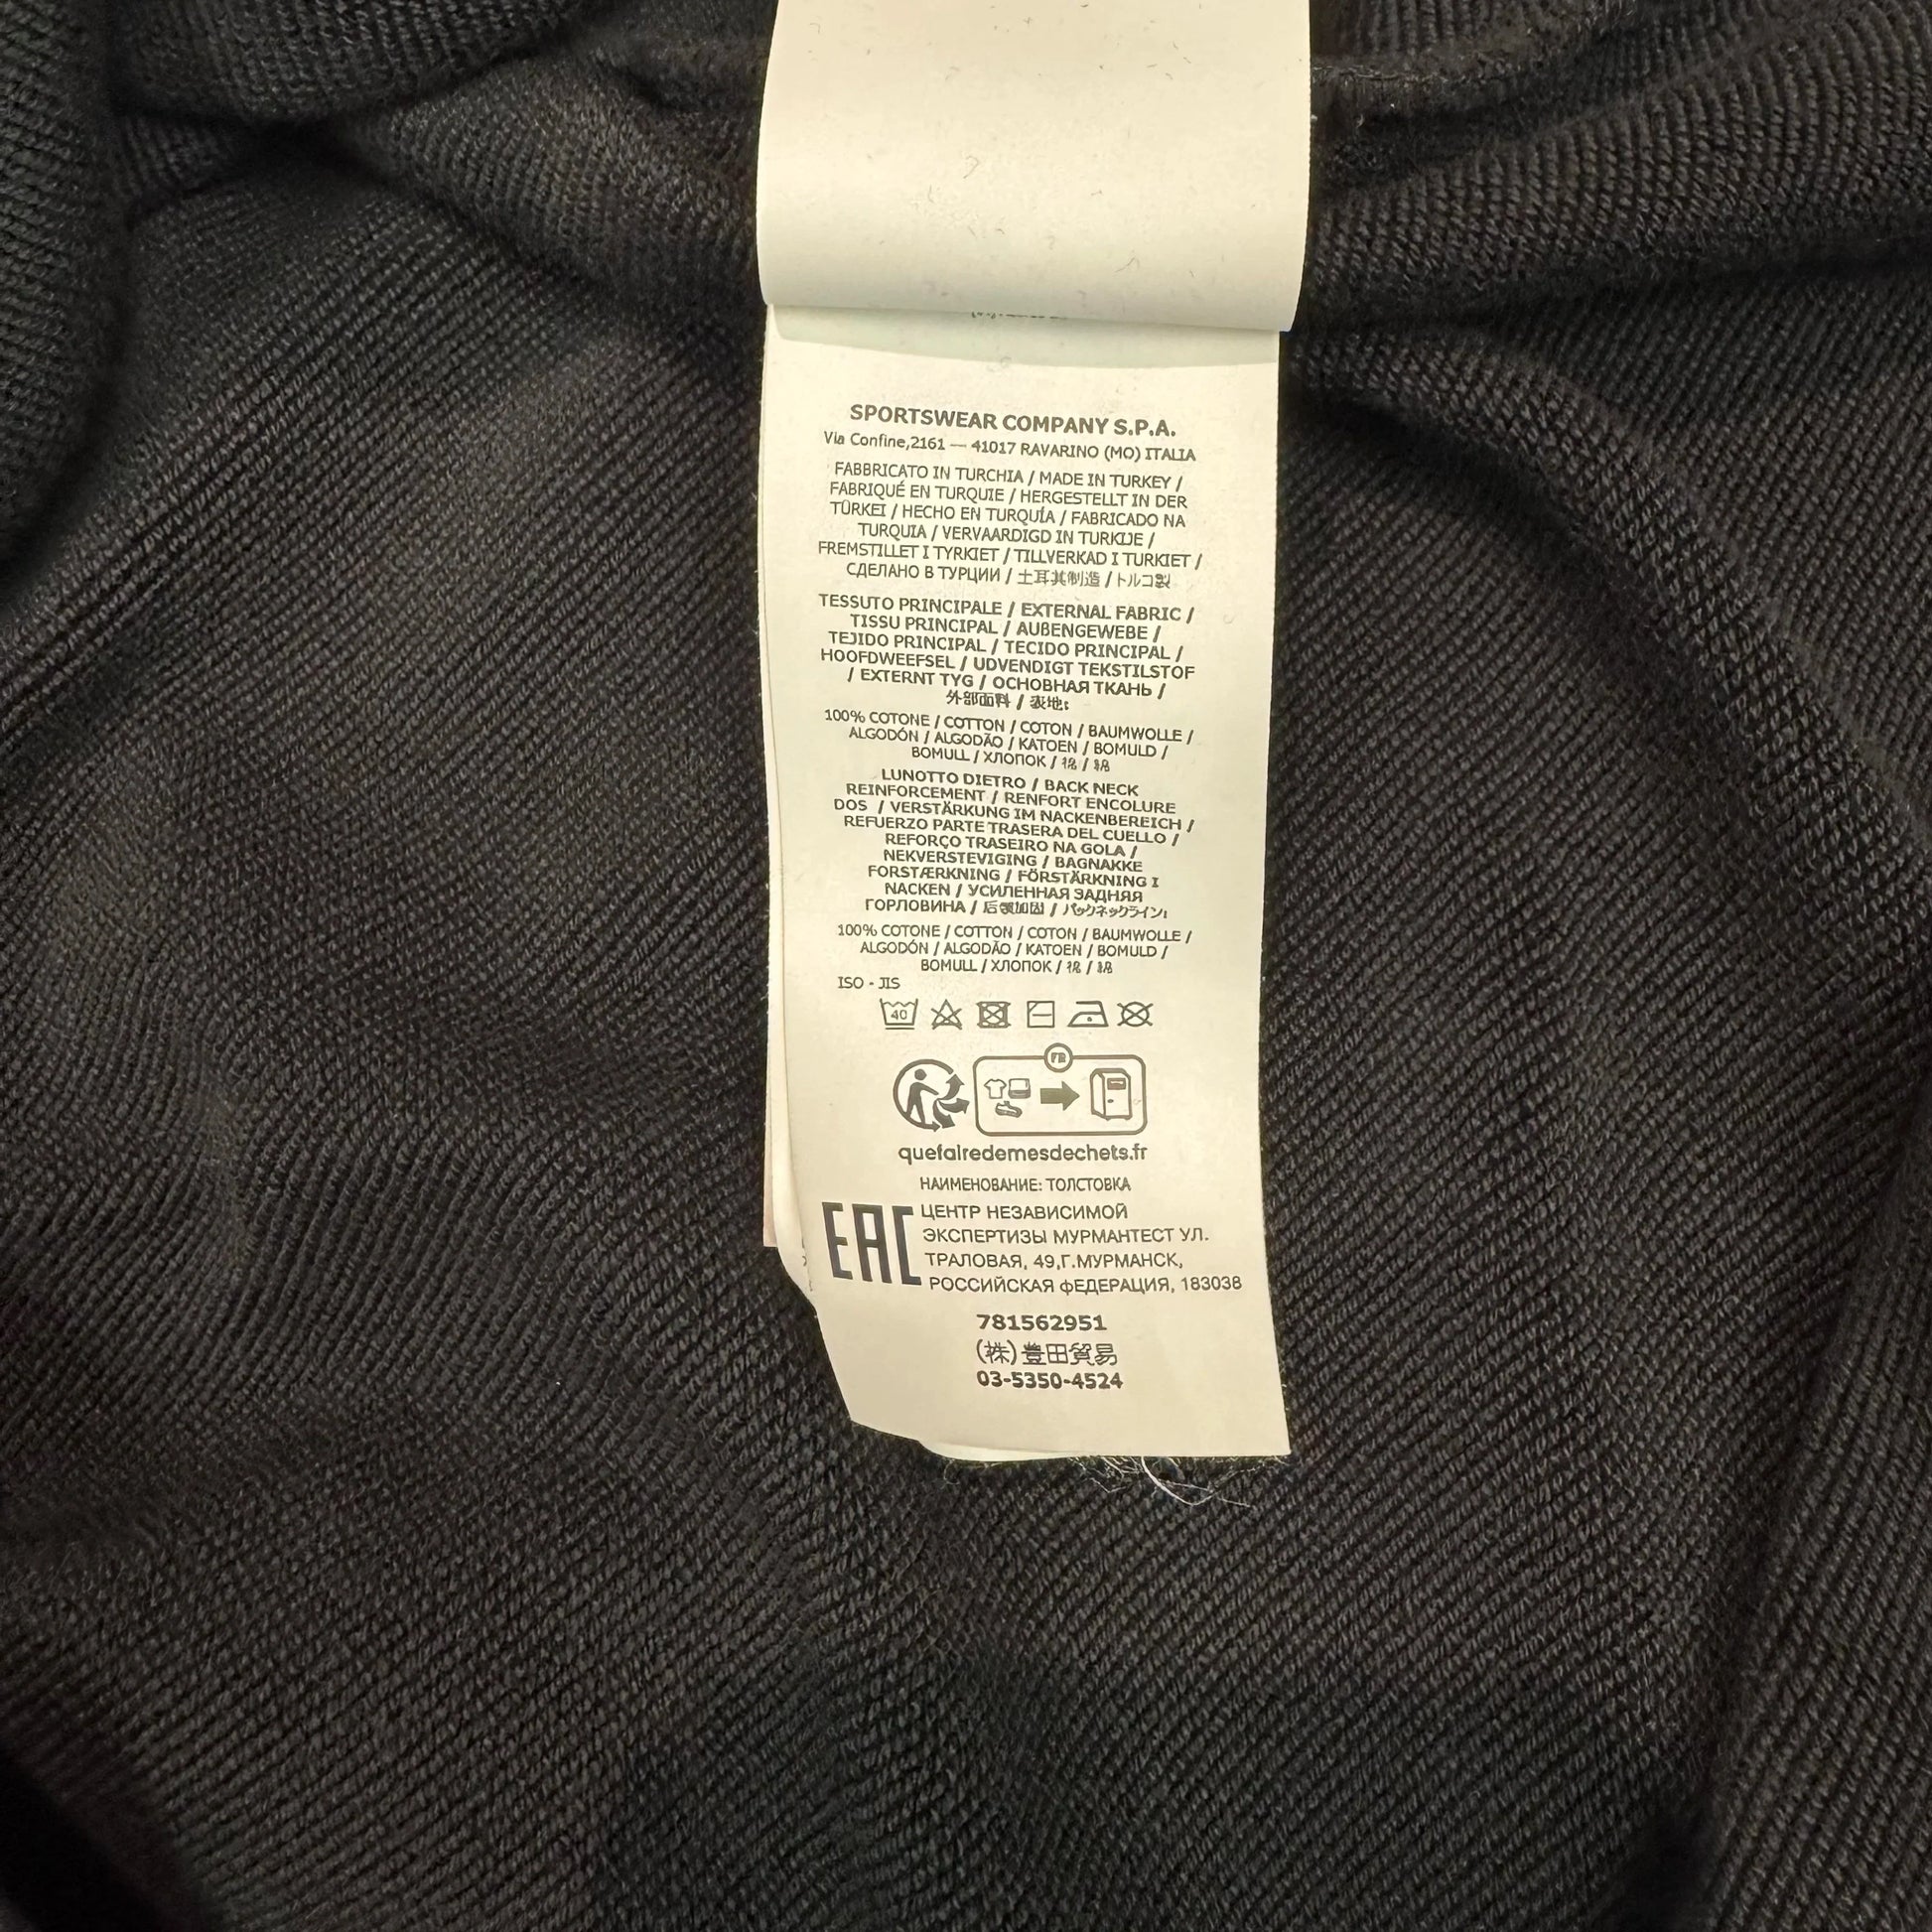 SPORTSWEAR COMPANY S.P.A.
Via Confine,2161 — 41017 RAVARINO (MO) ITALIA
FABBRICATO IN TURCHIA / MADE IN TURKEY /
FABRIQUÉ EN TURQUIE / HERGESTELLT IN DER
TÜRKEI / HECHO EN TURQUÍA / FABRICADO NA
TURQUIA / VERVAARDIGD IN TURKIJE /
FREMSTILLET I TYRKIET / TILLVERKAD I TURKIET /
СДЕЛАНО В ТУРЦИИ / 土耳其制造 / トルコ製
TESSUTO PRINCIPALE / EXTERNAL FABRIC /
TISSU PRINCIPAL / AUßENGEWEBE /
TEJIDO PRINCIPAL / TECIDO PRINCIPAL /
HOOFDWEEFSEL / UDVENDIGT TEKSTILSTOF
/ EXTERNT TYG / ОСНОВНАЯ ТКАНЬ /
外部面料 / 表地:
100% COTONE / COTTON / COTON / BAUMWOLLE /
ALGODÓN / ALGODÃO / KATOEN / BOMULD /
BOMULL / ХЛОПОК / 棉 / 綿
LUNOTTO DIETRO / BACK NECK
REINFORCEMENT / RENFORT ENCOLURE
DOS / VERSTÄRKUNG IM NACKENBEREICH /
REFUERZO PARTE TRASERA DEL CUELLO /
REFORÇO TRASEIRO NA GOLA /
NEKVERSTEVIGING / BAGNAKKE
FORSTÆRKNING / FÖRSTÄRKNING I
NACKEN / УСИЛЕННАЯ ЗАДНЯЯ
ГОРЛОВИНА / 后领加固 / バックネックライン:
100% COTONE / COTTON / COTON / BAUMWOLLE /
ALGODÓN / ALGODÃO / KATOEN / BOMULD /
BOMULL / ХЛОПОК / 棉 / 綿
ISO - JIS
40
FR
quefairedemesdechets.fr
НАИМЕНОВАНИЕ: ТОЛСТОВКА
EAC
ЦЕНТР НЕЗАВИСИМОЙ
ЭКСПЕРТИЗЫ МУРМАНТЕСТ УЛ.
ТРАЛОВАЯ, 49,Г.МУРМАНСК,
РОССИЙСКАЯ ФЕДЕРАЦИЯ, 183038
781562951
(株)豊田貿易
03-5350-4524